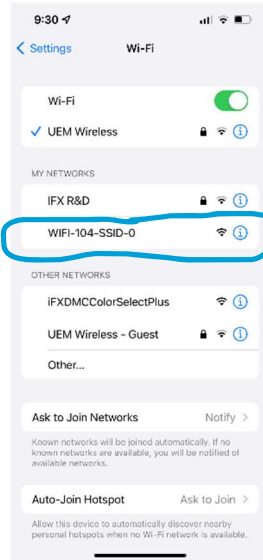 9:30
Settings Wi-Fi
Wi-Fi
UEM Wireless
MY NETWORKS
IFX R&D
WIFI-104-SSID-0
OTHER NETWORKS
iFXDMCColorSelectPlus
UEM Wireless - Guest
Other...
Ask to Join Networks Notify
Known networks will be joined automatically. If no
known networks are available, you will be notified of
available networks.
Auto-Join Hotspot Ask to Join
Allow this device to automatically discover nearby
personal hotspots when no Wi-Fi network is available.